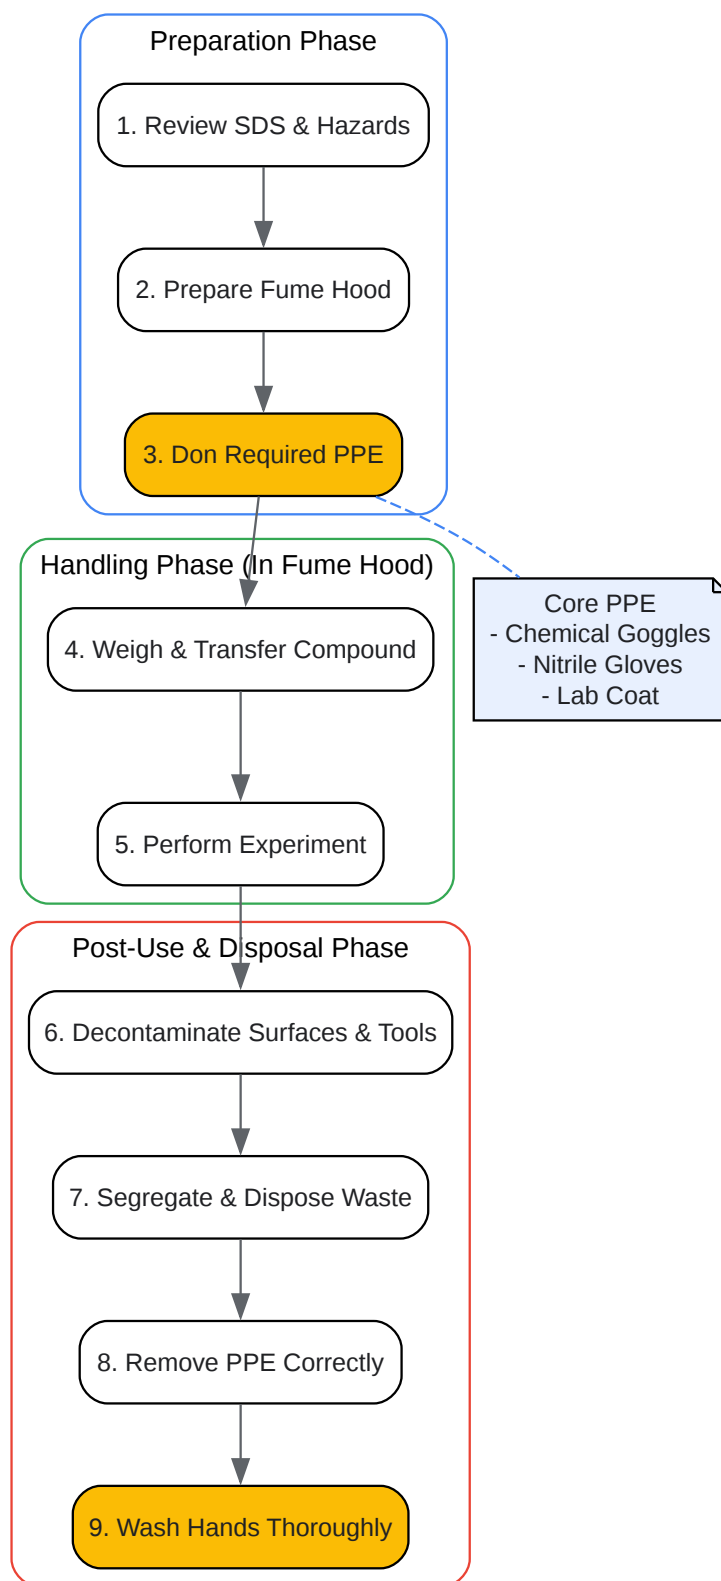 Preparation Phase
1. Review SDS & Hazards
2. Prepare Fume Hood
3. Don Required PPE
Handling Phase (In Fume Hood)
Core PPE
- Chemical Goggles
- Nitrile Gloves
- Lab Coat
4. Weigh & Transfer Compound
5. Perform Experiment
Post-Use & Disposal Phase
6. Decontaminate Surfaces & Tools
7. Segregate & Dispose Waste
8. Remove PPE Correctly
9. Wash Hands Thoroughly